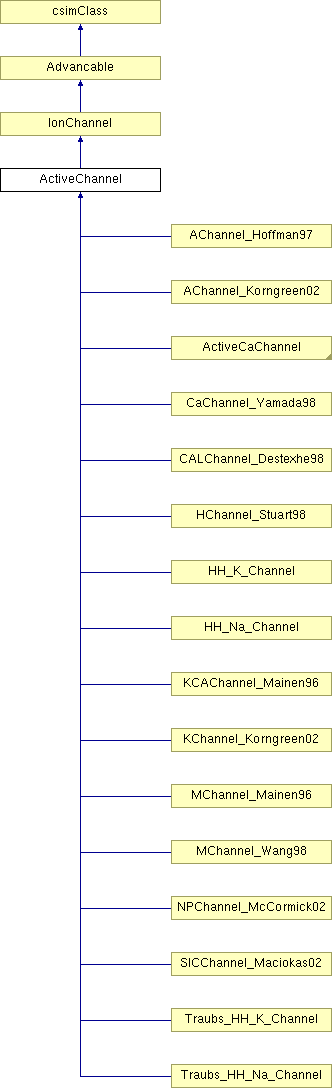 csimClass
Advancable
IonChannel
ActiveChannel
AChannel_Hoffman97
AChannel_Korngreen02
ActiveCaChannel
CaChannel_Yamada98
CALChannel_Destexhe98
HChannel_Stuart98
HH_K_Channel
HH_Na_Channel
KCAChannel_Mainen96
KChannel_Korngreen02
MChannel_Mainen96
MChannel_Wang98
NPChannel_McCormick02
SICChannel_Maciokas02
Traubs_HH_K_Channel
Traubs_HH_Na_Channel